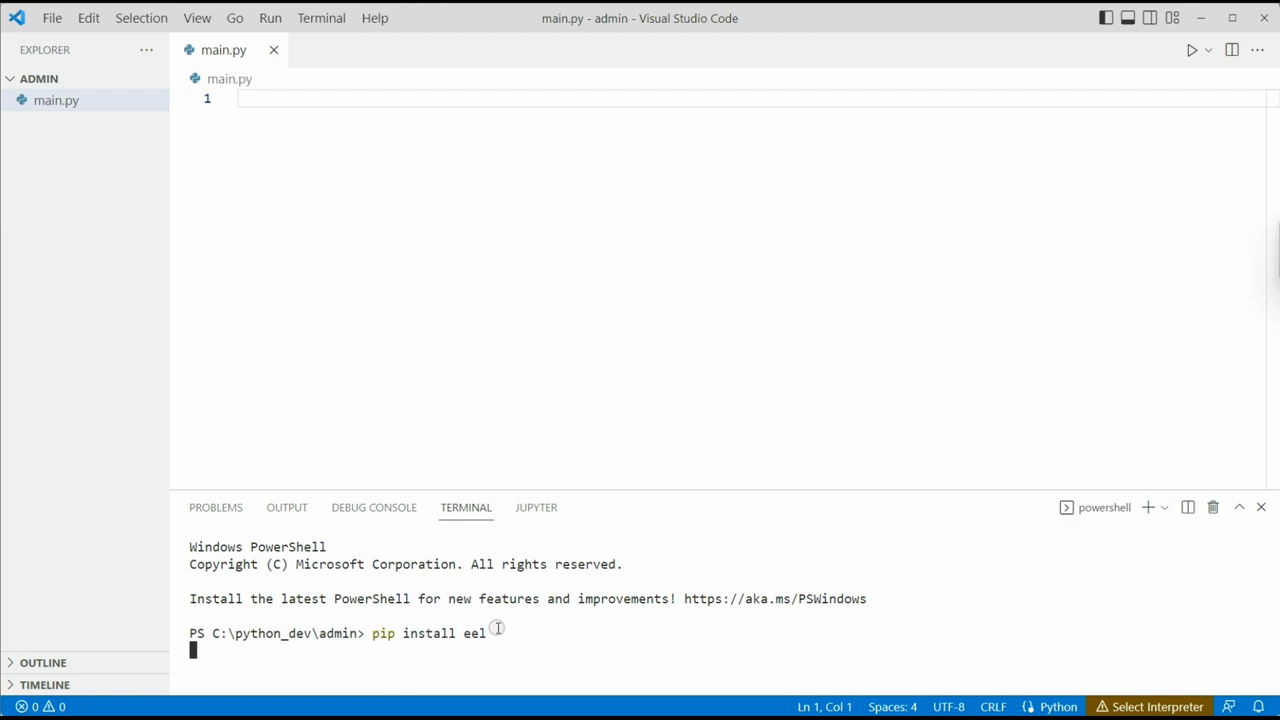 File Edit Selection View Go Run Terminal Help
main.py - admin - Visual Studio Code
EXPLORER
ADMIN
main.py
main.py
main.py
1
PROBLEMS OUTPUT DEBUG CONSOLE TERMINAL JUPYTER
powershell
Windows PowerShell
Copyright (C) Microsoft Corporation. All rights reserved.
Install the latest PowerShell for new features and improvements! https://aka.ms/PSWindows
PS C:\python_dev\admin> pip install eel
OUTLINE
TIMELINE
0 0
Ln 1, Col 1 Spaces: 4 UTF-8 CRLF Python Select Interpreter